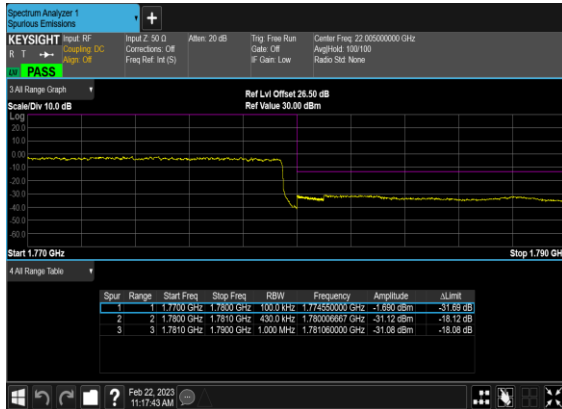 Spectrum Analyzer 1
Spurious Emissions
+
KEYSIGHT Input: RF Input Z: 50 Ω Atten: 20 dB Trig: Free Run Center Freq: 22.005000000 GHz
R T Coupling: DC Corrections: Off Gate: Off Avg|Hold: 100/100
Align: Off Freq Ref: Int (S) IF Gain: Low Radio Std: None
PASS
3 All Range Graph
Ref Lvl Offset 26.50 dB
Scale/Div 10.0 dB Ref Value 30.00 dBm
Log
20.0
10.0
0.00
-10.0
-20.0
-30.0
-40.0
-50.0
-60.0
Start 1.770 GHz Stop 1.790 GH
4 All Range Table
Spur Range Start Freq Stop Freq RBW Frequency Amplitude ΔLimit
1 1 1.7700 GHz 1.7800 GHz 100.0 kHz 1.774550000 GHz -1.690 dBm -31.69 dB
2 2 1.7800 GHz 1.7810 GHz 430.0 kHz 1.780006667 GHz -31.12 dBm -18.12 dB
3 3 1.7810 GHz 1.7900 GHz 1.000 MHz 1.781060000 GHz -31.08 dBm -18.08 dB
? Feb 22, 2023
11:17:43 AM